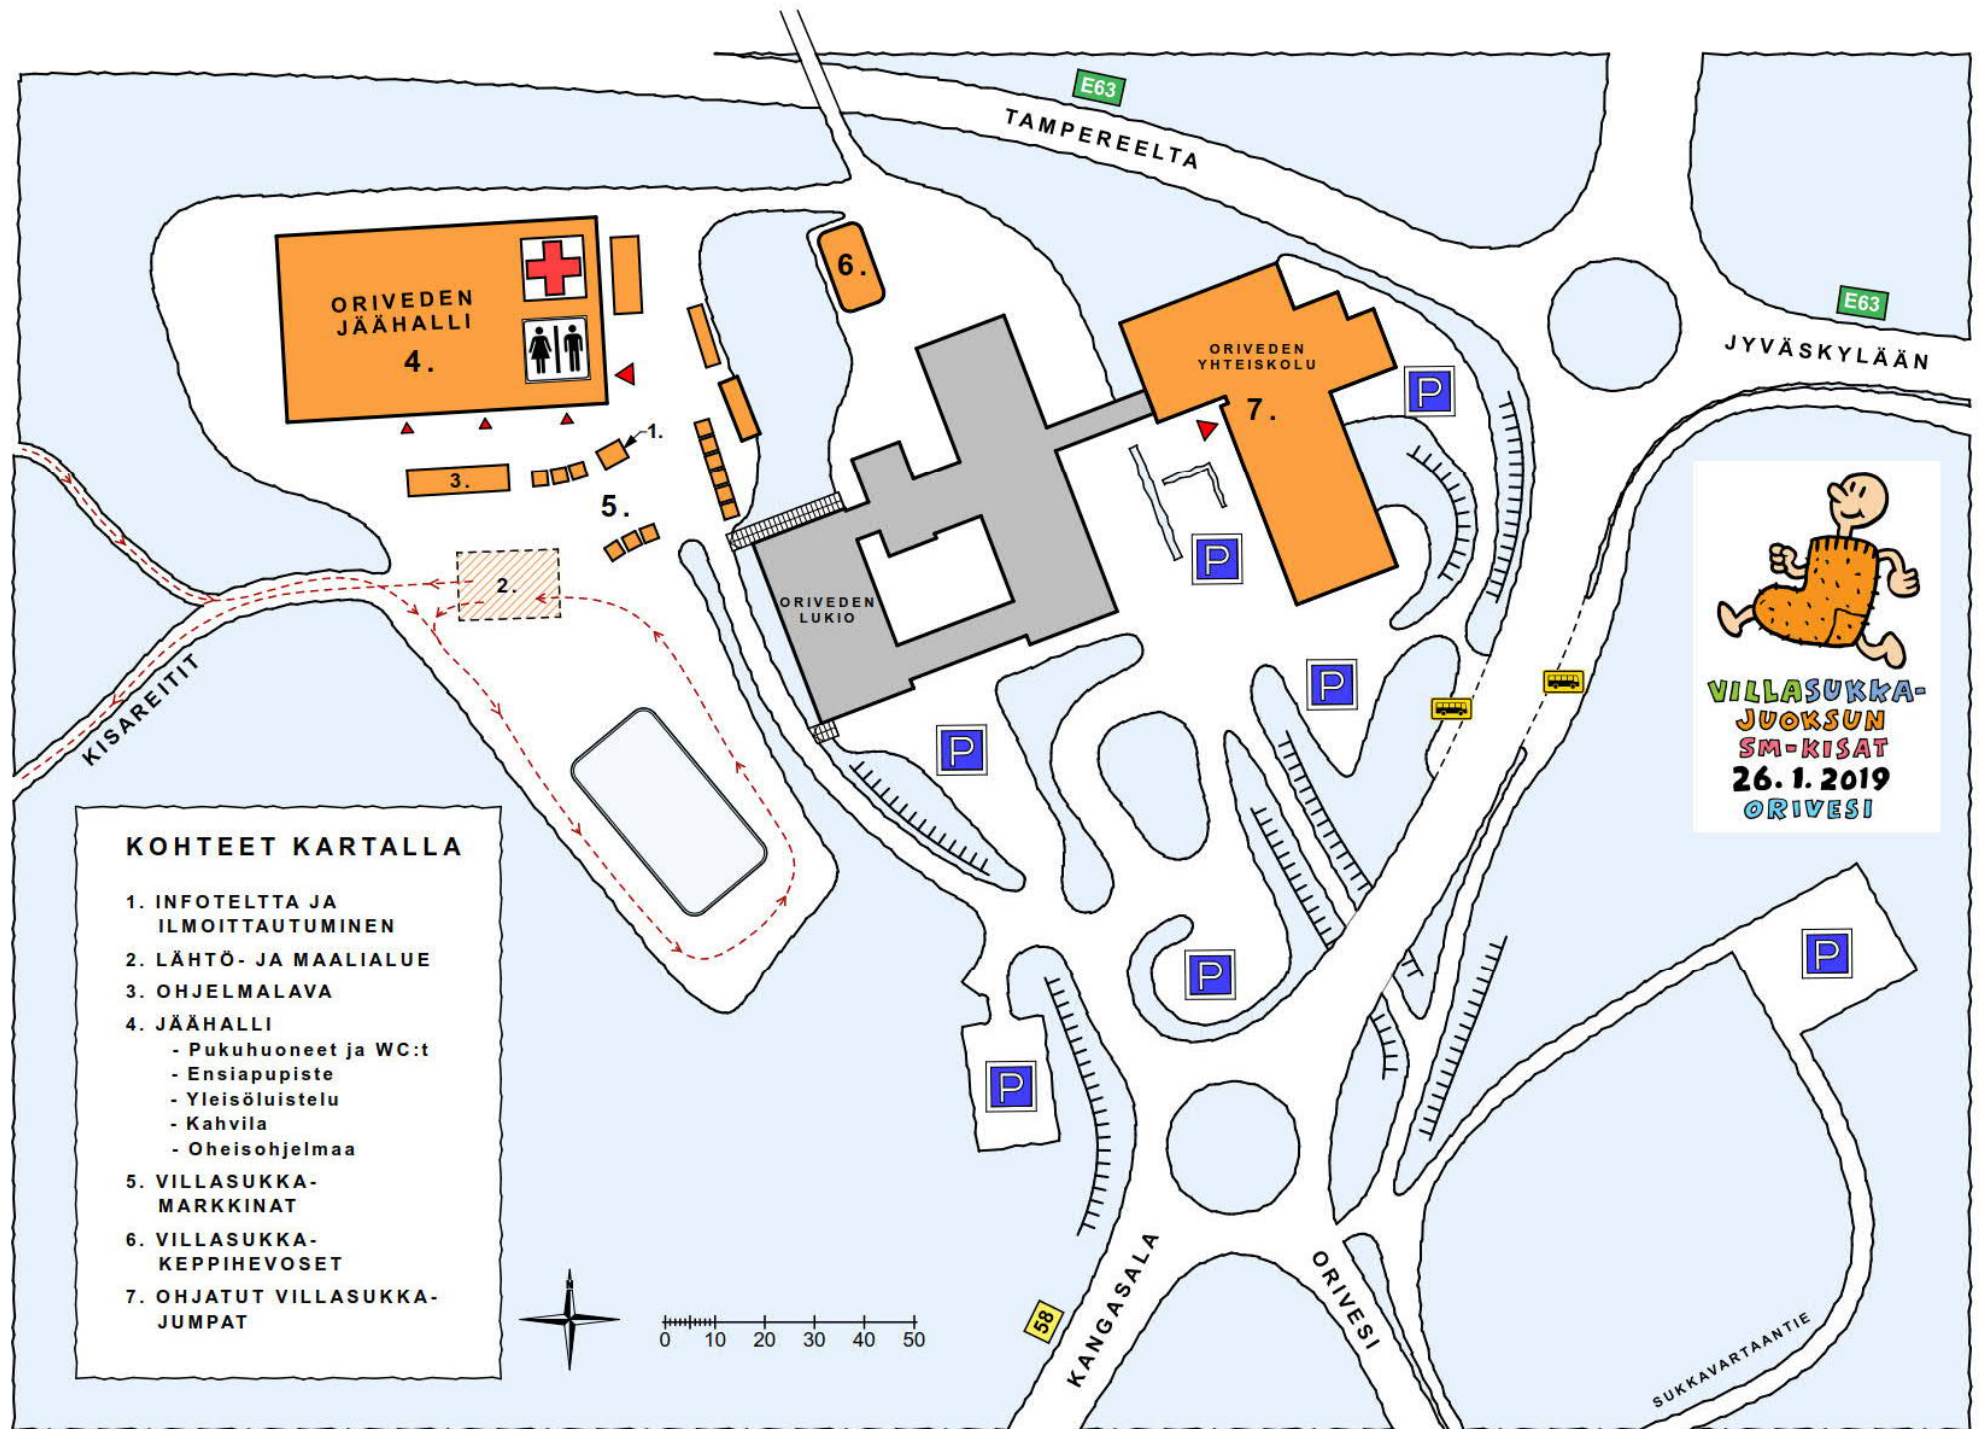 E63
TAMPEREELTA
E63
JYVÄSKYLÄÄN
6.
ORIVEDEN
JÄÄHALLI
4.
ORIVEDEN
YHTEISKOLU
7.
P
1.
3.
5.
2.
P
ORIVEDEN
LUKIO
KISAREITIT
P
P
VILLASUKKA-
JUOKSUN
SM-KISAT
26.1.2019
ORIVESI
P
P
P
KOHTEET KARTALLA
1. INFOTELTTA JA
ILMOITTAUTUMINEN
2. LÄHTÖ- JA MAALIALUE
3. OHJELMALAVA
4. JÄÄHALLI
- Pukuhuoneet ja WC:t
- Ensiapupiste
- Yleisöluistelu
- Kahvila
- Oheisohjelmaa
5. VILLASUKKA-
MARKKINAT
6. VILLASUKKA-
KEPPIHEVOSET
7. OHJATUT VILLASUKKA-
JUMPAT
N
0 10 20 30 40 50
58
KANGASALA
ORIVESI
SUKKAVARTAANTIE